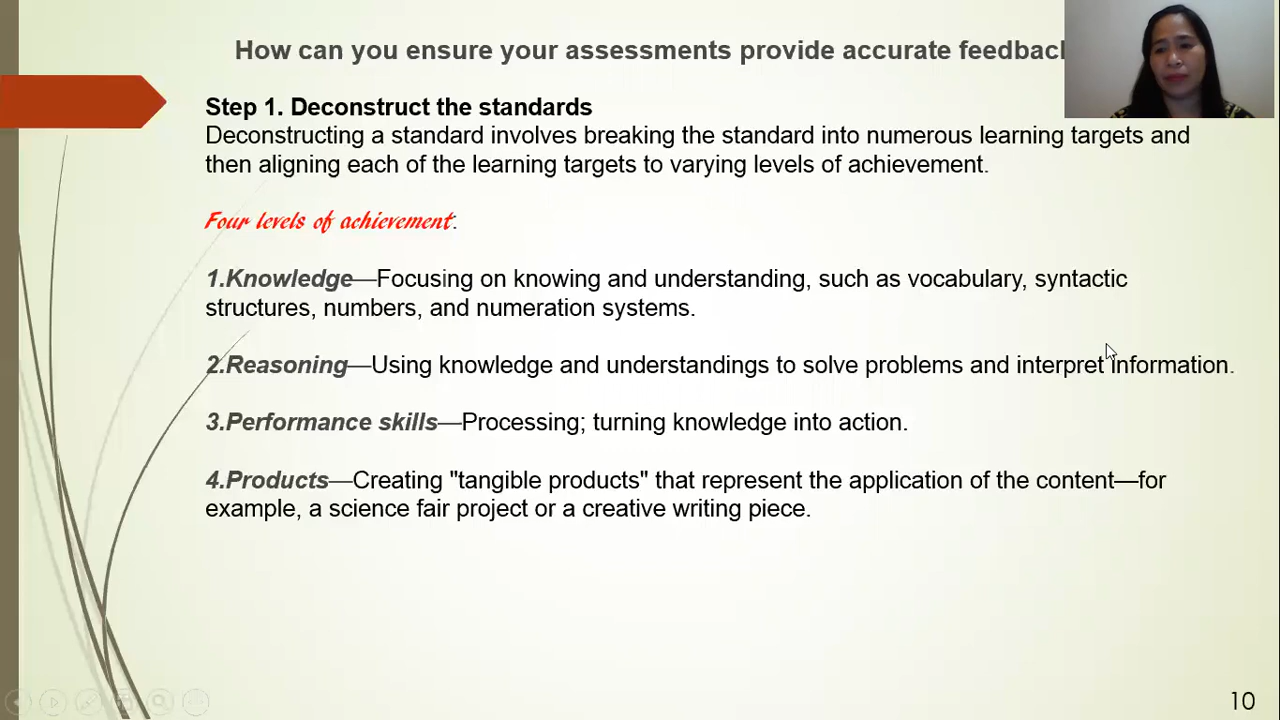 How can you ensure your assessments provide accurate feedback
Step 1. Deconstruct the standards
Deconstructing a standard involves breaking the standard into numerous learning targets and
then aligning each of the learning targets to varying levels of achievement.
Four levels of achievement:
1.Knowledge—Focusing on knowing and understanding, such as vocabulary, syntactic
structures, numbers, and numeration systems.
2.Reasoning—Using knowledge and understandings to solve problems and interpret information.
3.Performance skills—Processing; turning knowledge into action.
4.Products—Creating "tangible products" that represent the application of the content—for
example, a science fair project or a creative writing piece.
10